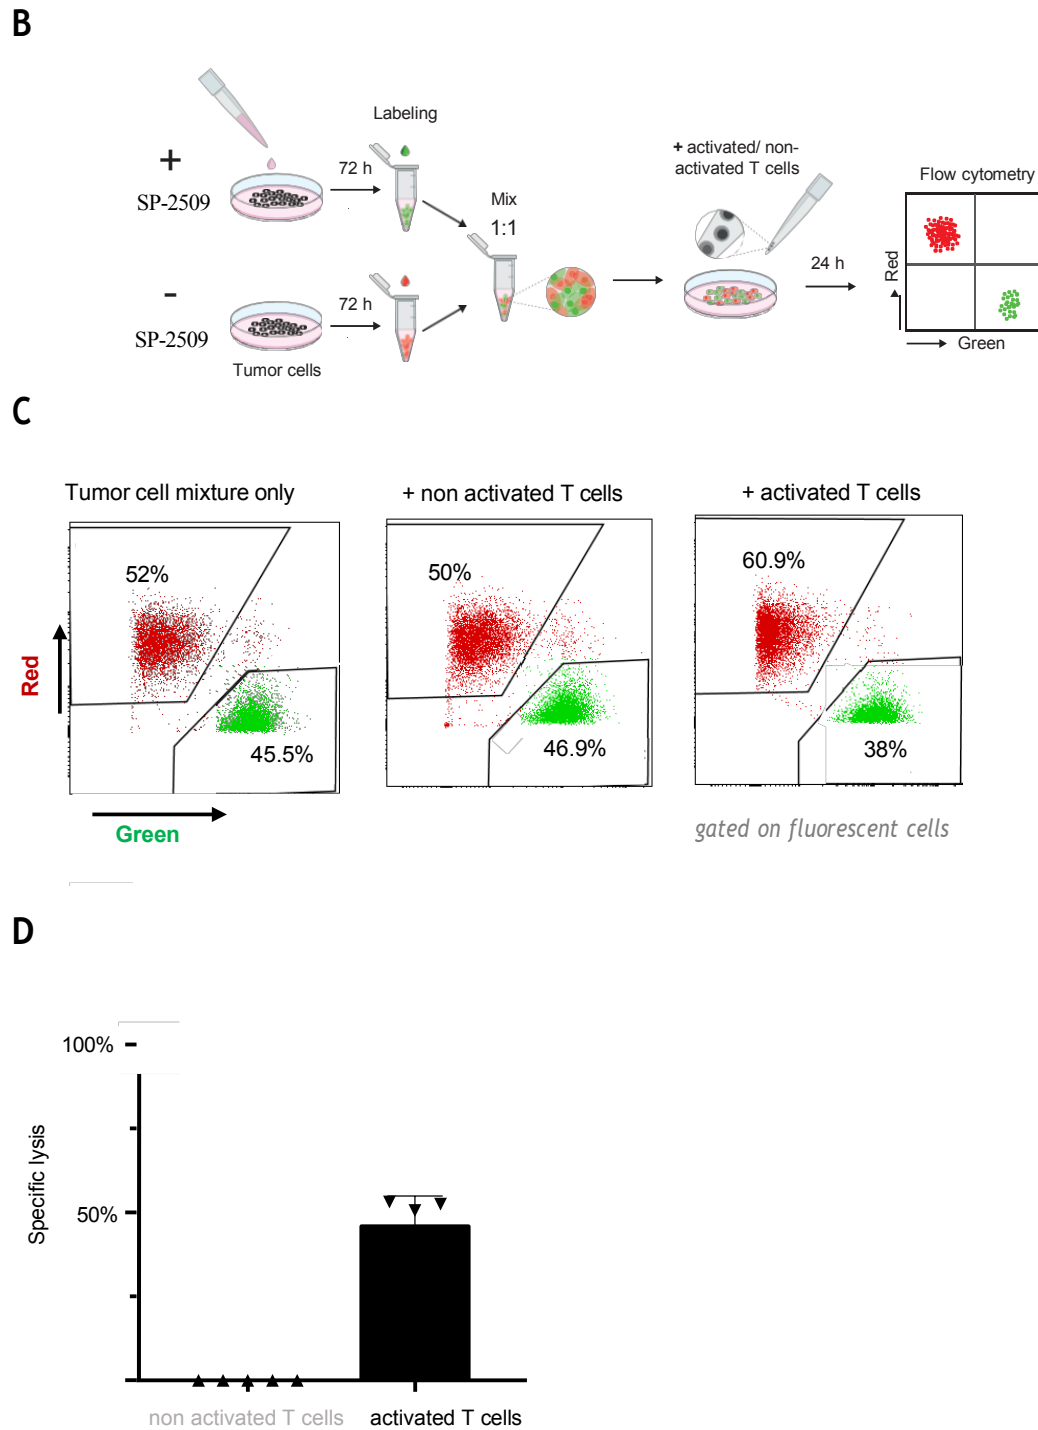 B
Labeling
+
SP-2509
72 h
Mix
1:1
+ activated/ non-
activated T cells
24 h
Flow cytometry
Red
Green
-
SP-2509
72 h
Tumor cells
C
Tumor cell mixture only
+ non activated T cells
+ activated T cells
52%
50%
60.9%
Red
45.5%
46.9%
38%
Green
gated on fluorescent cells
D
100%
50%
Specific lysis
non activated T cells
activated T cells